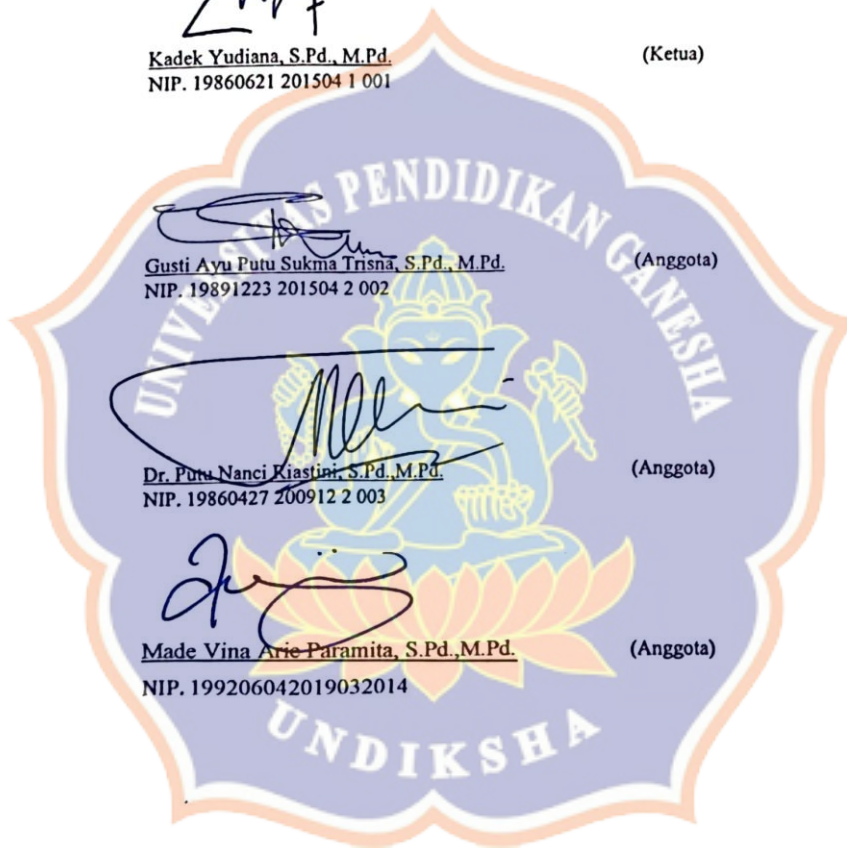 Kadek Yudiana, S.Pd., M.Pd. (Ketua)
NIP. 19860621 201504 1 001
UNIVERSITAS PENDIDIKAN GANESHA
Gusti Ayu Putu Sukma Trisna, S.Pd., M.Pd. (Anggota)
NIP. 19891223 201504 2 002
Dr. Putu Nanci Riastini, S.Pd.,M.Pd. (Anggota)
NIP. 19860427 200912 2 003
Made Vina Arie Paramita, S.Pd.,M.Pd. (Anggota)
NIP. 199206042019032014
UNDIKSHA